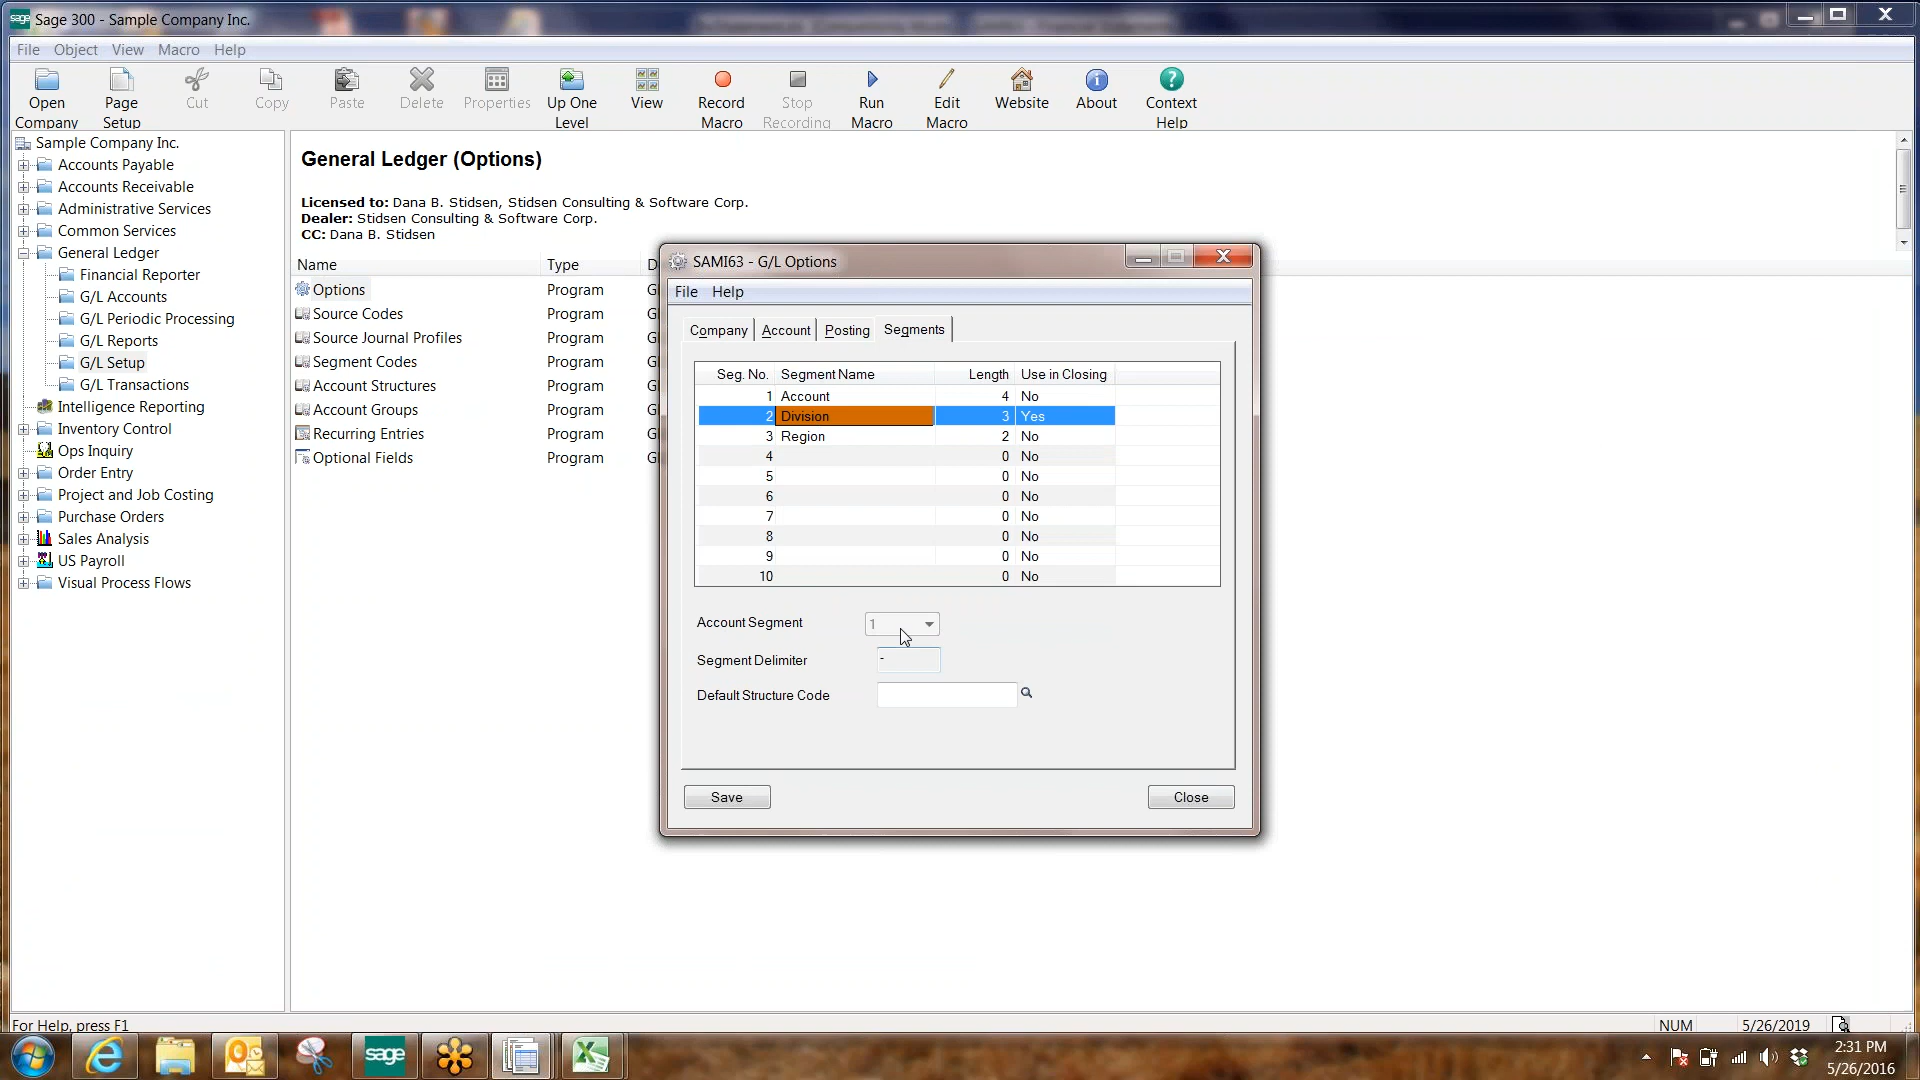 sage Sage 300 - Sample Company Inc.
File Object View Macro Help
Open Company
Page Setup
Cut
Copy
Paste
Delete
Properties
Up One Level
View
Record Macro
Stop Recording
Run Macro
Edit Macro
Website
About
Context Help
Sample Company Inc.
Accounts Payable
Accounts Receivable
Administrative Services
Common Services
General Ledger
Financial Reporter
G/L Accounts
G/L Periodic Processing
G/L Reports
G/L Setup
G/L Transactions
Intelligence Reporting
Inventory Control
Ops Inquiry
Order Entry
Project and Job Costing
Purchase Orders
Sales Analysis
US Payroll
Visual Process Flows
General Ledger (Options)
Licensed to: Dana B. Stidsen, Stidsen Consulting & Software Corp.
Dealer: Stidsen Consulting & Software Corp.
CC: Dana B. Stidsen
Name Type D
Options Program G
Source Codes Program G
Source Journal Profiles Program G
Segment Codes Program G
Account Structures Program G
Account Groups Program G
Recurring Entries Program G
Optional Fields Program G
SAMI63 - G/L Options
File Help
Company Account Posting Segments
Seg. No. Segment Name Length Use in Closing
1 Account 4 No
2 Division 3 Yes
3 Region 2 No
4 0 No
5 0 No
6 0 No
7 0 No
8 0 No
9 0 No
10 0 No
Account Segment 1
Segment Delimiter -
Default Structure Code
Save Close
For Help, press F1 NUM 5/26/2019
sage
2:31 PM
5/26/2016